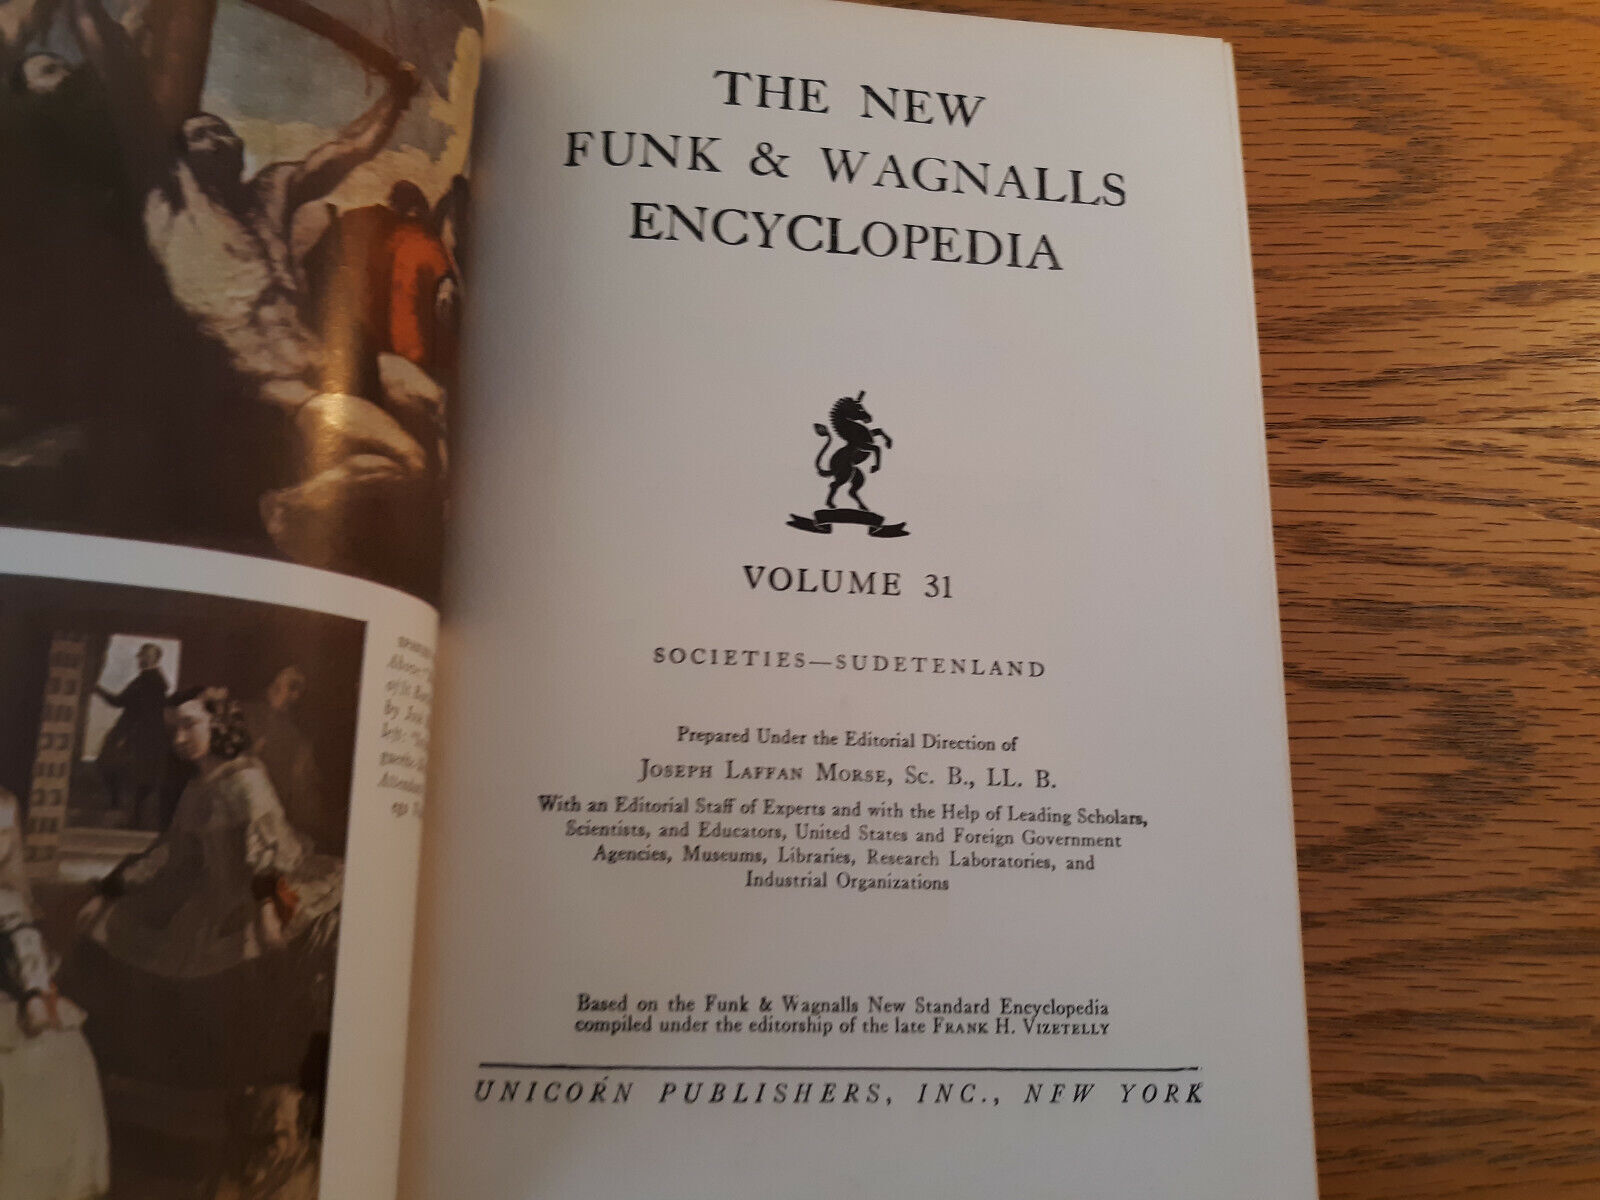 THE NEW
FUNK & WAGNALLS
ENCYCLOPEDIA
VOLUME 31
SOCIETIES—SUDETENLAND
Prepared Under the Editorial Direction of
JOSEPH LAFFAN MORSE, SC. B., LL. B.
With an Editorial Staff of Experts and with the Help of Leading Scholars,
Scientists, and Educators, United States and Foreign Government
Agencies, Museums, Libraries, Research Laboratories, and
Industrial Organizations
Based on the Funk & Wagnalls New Standard Encyclopedia
compiled under the editorship of the late FRANK H. VIZETELLY
UNICORN PUBLISHERS, INC., NEW YORK
Above
by
left: